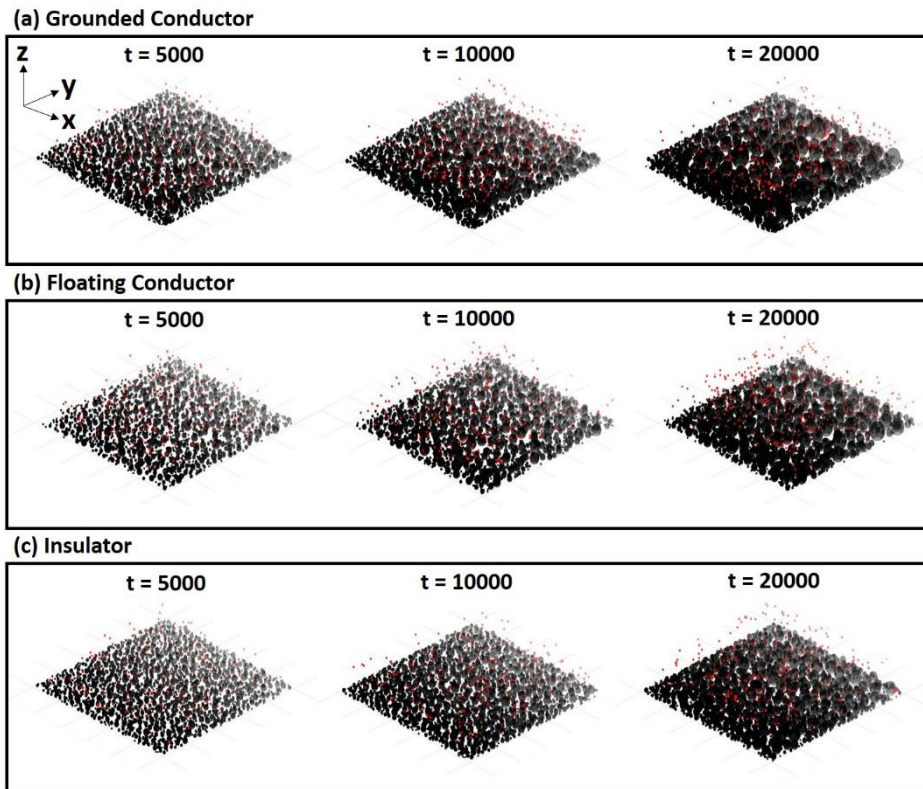 (a) Grounded Conductor
t = 5000 t = 10000 t = 20000
z
y
x
(b) Floating Conductor
t = 5000 t = 10000 t = 20000
(c) Insulator
t = 5000 t = 10000 t = 20000